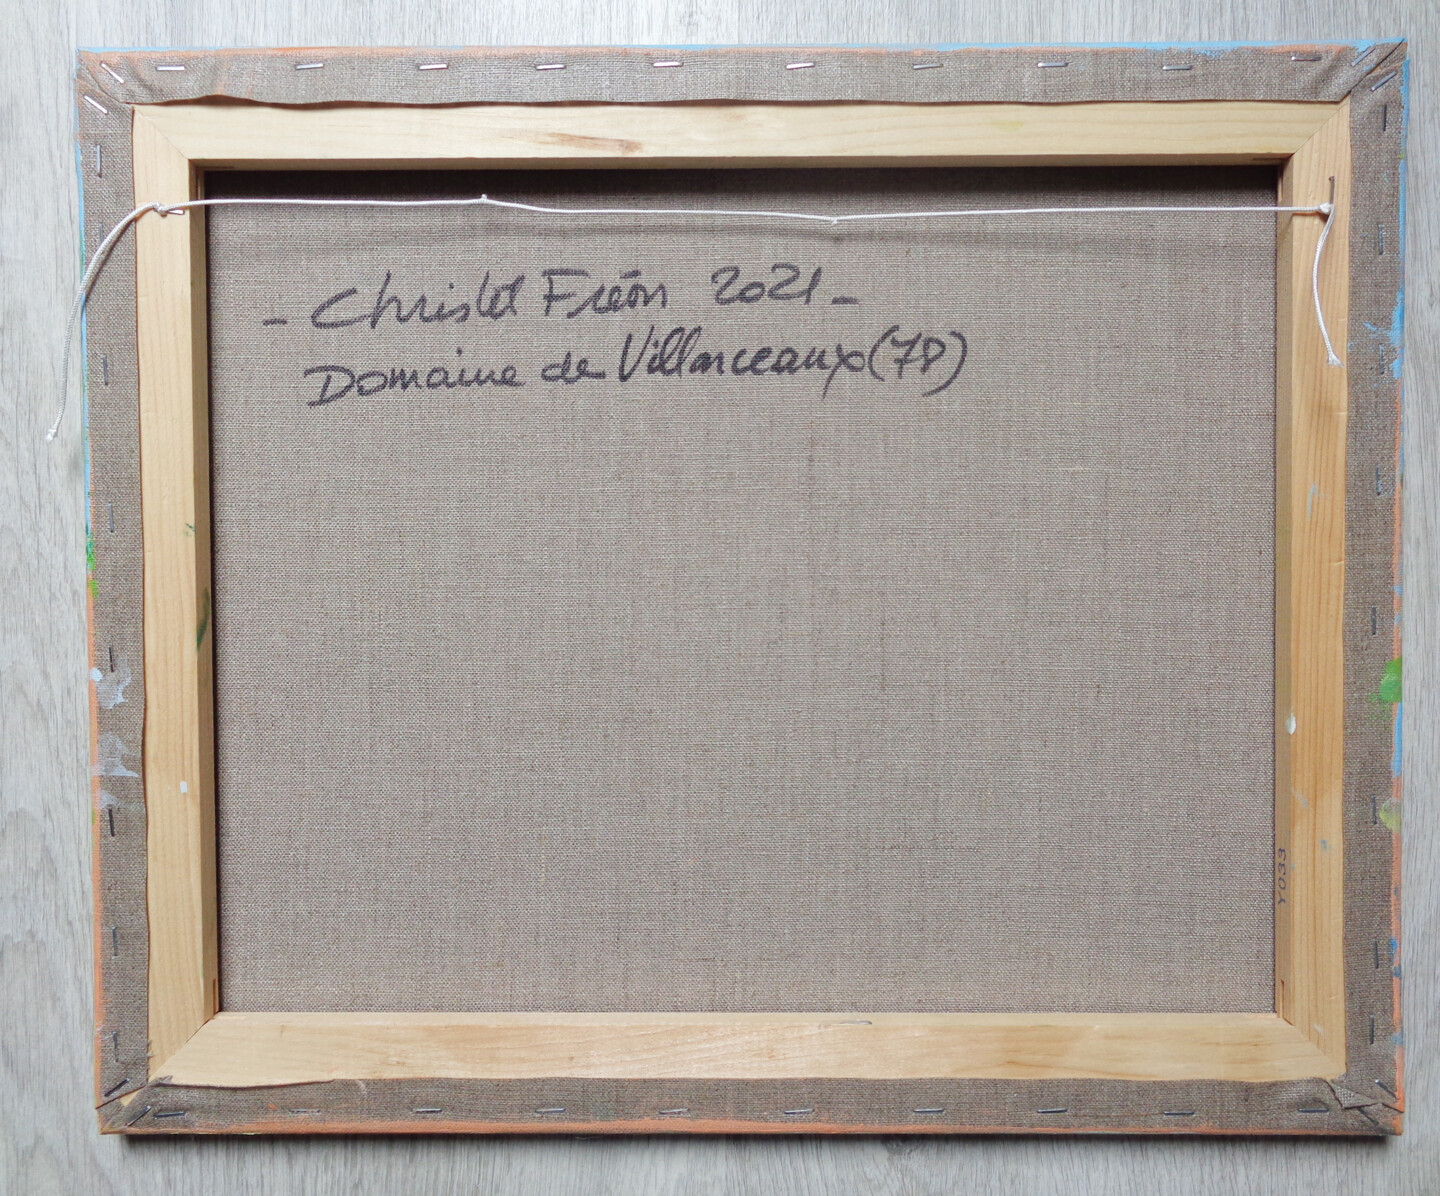 - Christel Fréon 2021 -
Domaine de Villarceaux (78)
Y033